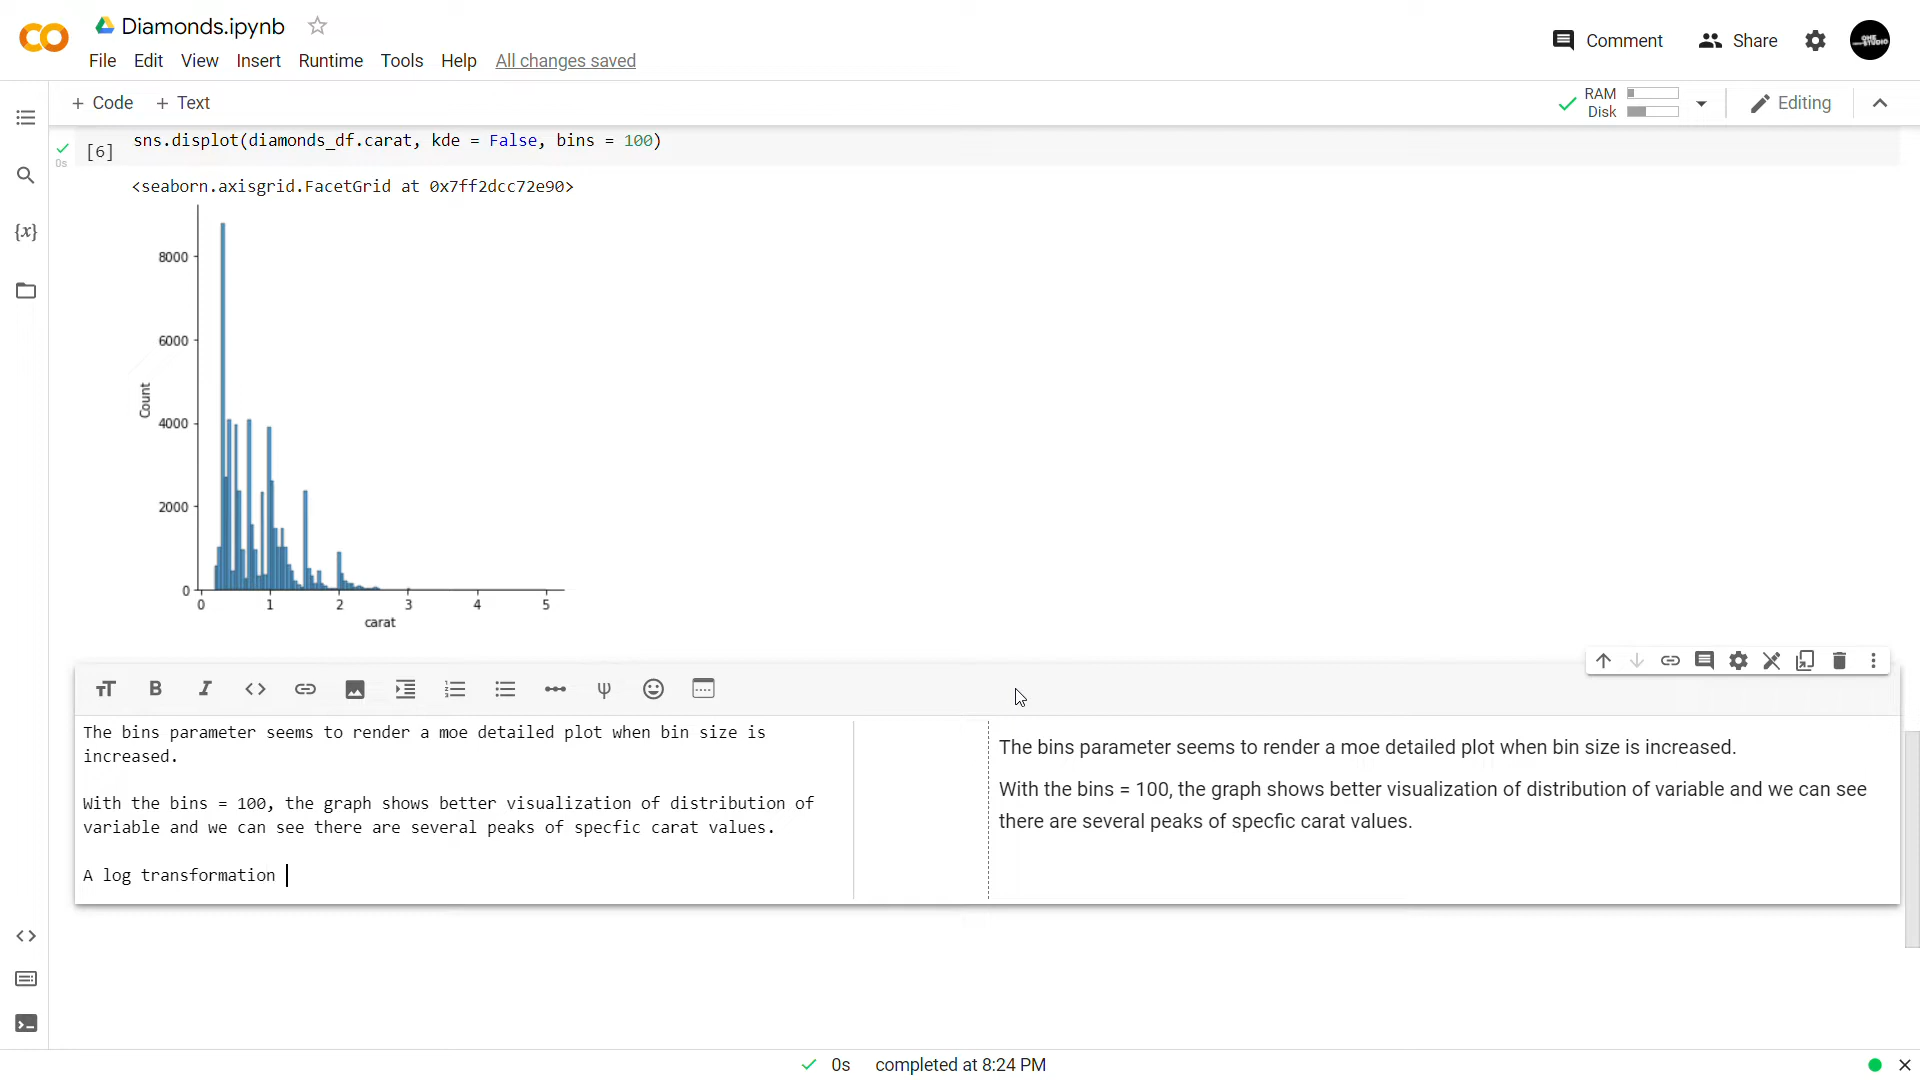 Diamonds.ipynb
File Edit View Insert Runtime Tools Help All changes saved
Comment Share
+ Code + Text
RAM
Disk
Editing
[6]
0s
sns.displot(diamonds_df.carat, kde = False, bins = 100)
<seaborn.axisgrid.FacetGrid at 0x7ff2dcc72e90>
8000
6000
4000
2000
0
Count
0 1 2 3 4 5
carat
The bins parameter seems to render a moe detailed plot when bin size is
increased.
With the bins = 100, the graph shows better visualization of distribution of
variable and we can see there are several peaks of specfic carat values.
A log transformation
The bins parameter seems to render a moe detailed plot when bin size is increased.
With the bins = 100, the graph shows better visualization of distribution of variable and we can see
there are several peaks of specfic carat values.
0s completed at 8:24 PM